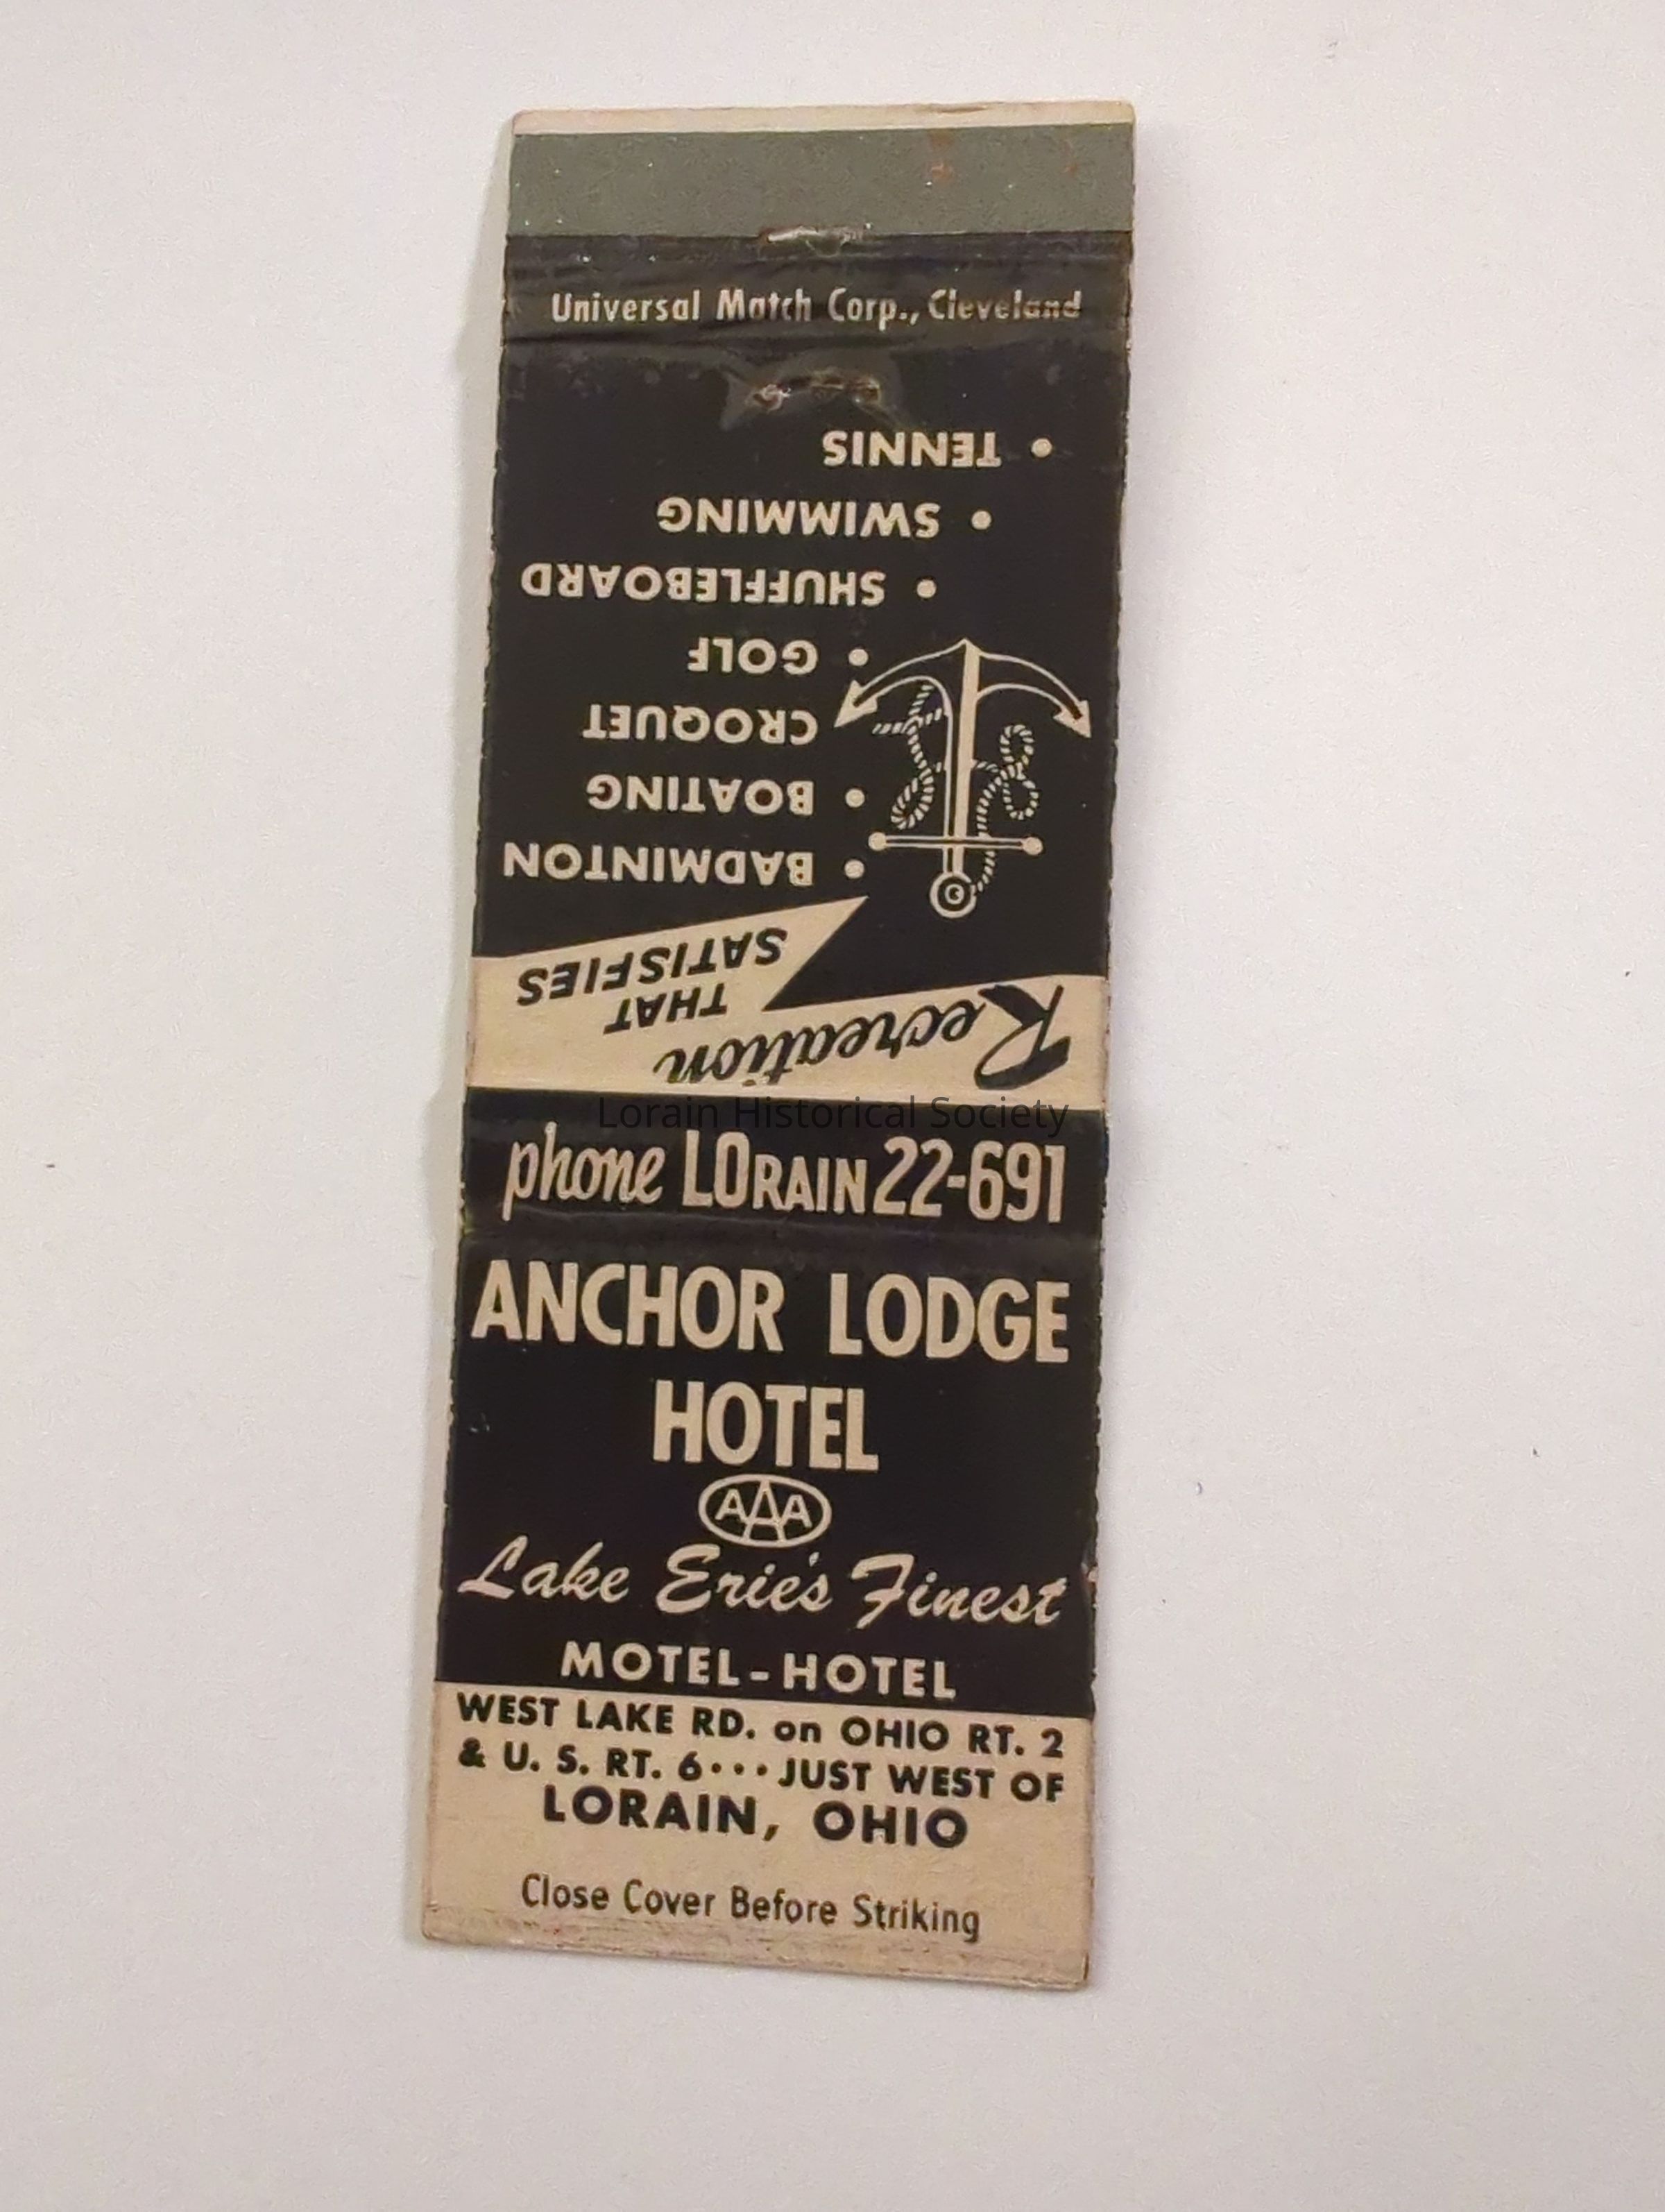 Universal Match Corp., Cleveland
Recreation
THAT
SATISFIES
• BADMINTON
• BOATING
CROQUET
• GOLF
• SHUFFLEBOARD
• SWIMMING
• TENNIS
Lorain Historical Society
phone LORAIN 22-691
ANCHOR LODGE
HOTEL
AAA
Lake Erie's Finest
MOTEL-HOTEL
WEST LAKE RD. on OHIO RT. 2
& U. S. RT. 6... JUST WEST OF
LORAIN, OHIO
Close Cover Before Striking